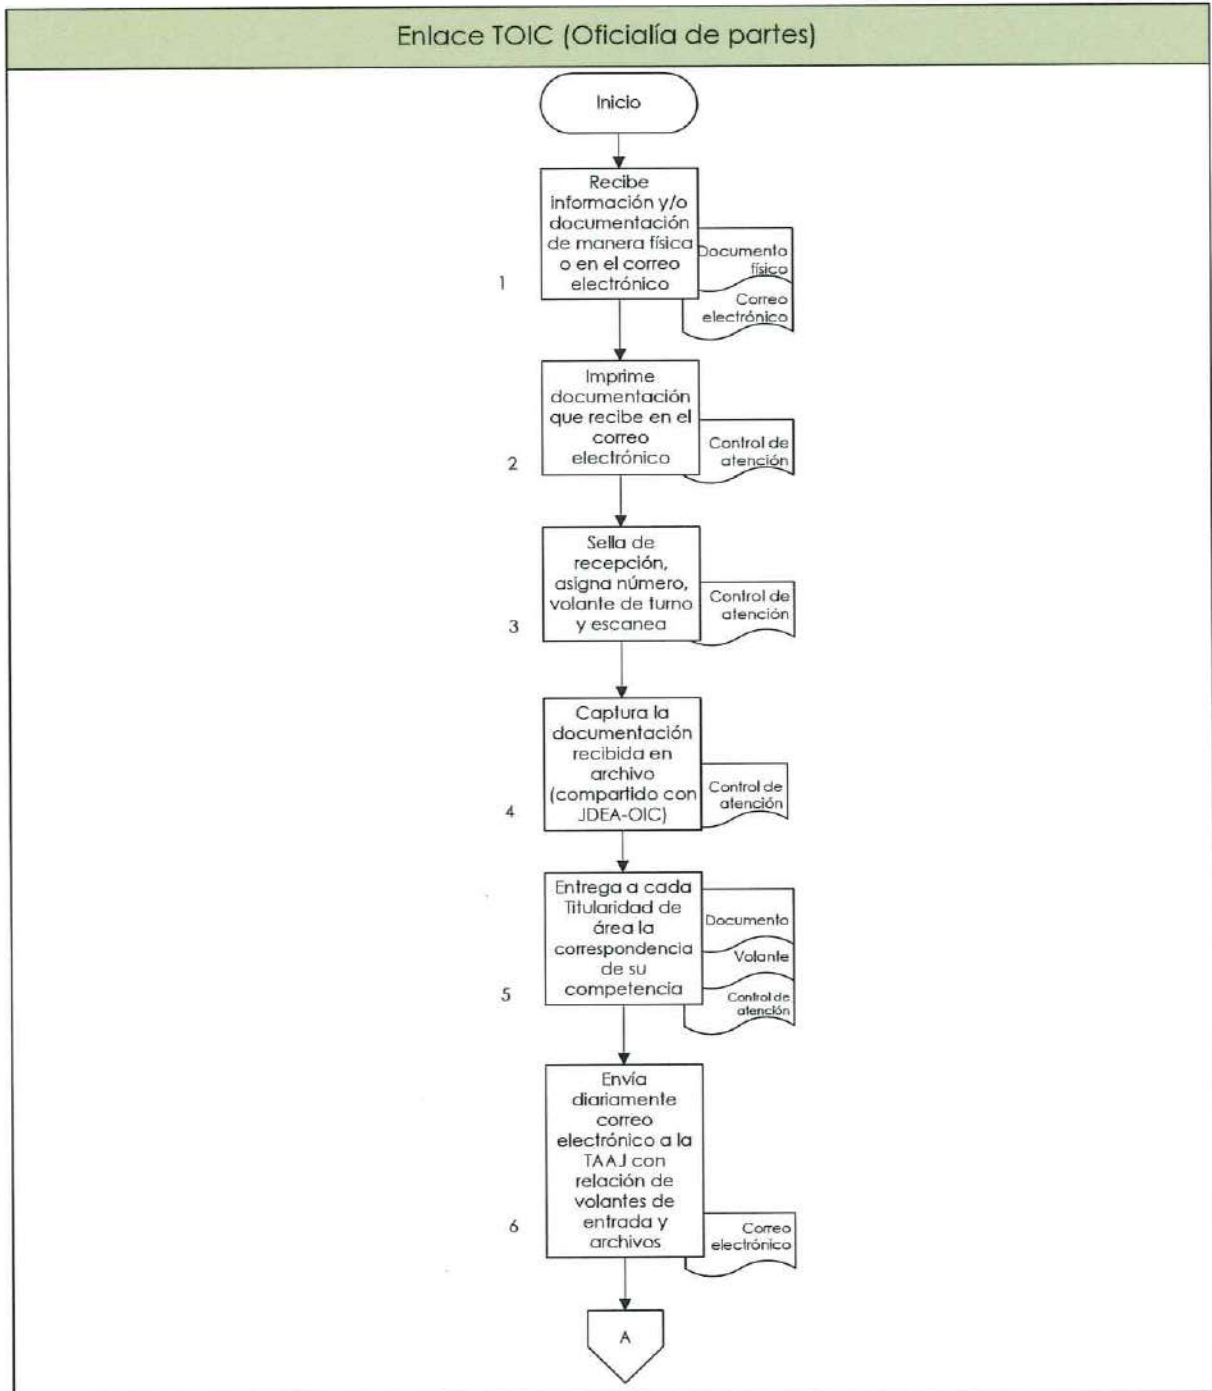 Enlace TOIC (Oficialía de partes)
Inicio
Recibe
información y/o
documentación
de manera física
o en el correo
electrónico
1
Documento
físico
Correo
electrónico
Imprime
documentación
que recibe en el
correo
electrónico
2
Control de
atención
Sella de
recepción,
asigna número,
volante de turno
y escanea
3
Control de
atención
Captura la
documentación
recibida en
archivo
(compartido con
JDEA-OIC)
4
Control de
atención
Entrega a cada
Titularidad de
área la
correspondencia
de su
competencia
5
Documento
Volante
Control de
atención
Envía
diariamente
correo
electrónico a la
TAAJ con
relación de
volantes de
entrada y
archivos
6
Correo
electrónico
A